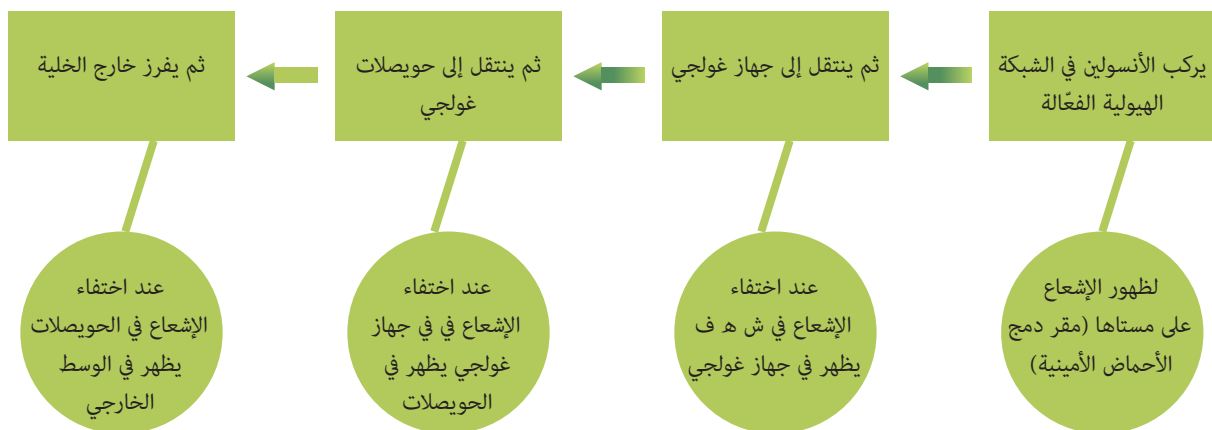 يركب الأنسولين في الشبكة
الهيولية الفعّالة
ثم ينتقل إلى جهاز غولجي
ثم ينتقل إلى حويصلات
غولجي
ثم يفرز خارج الخلية
لظهور الإشعاع
على مستاها (مقر دمج
الأحماض الأمينية)
عند اختفاء
الإشعاع في ش ھ ف
يظهر في جهاز غولجي
عند اختفاء
الإشعاع في في جهاز
غولجي يظهر في
الحويصلات
عند اختفاء
الإشعاع في الحويصلات
يظهر في الوسط
الخارجي